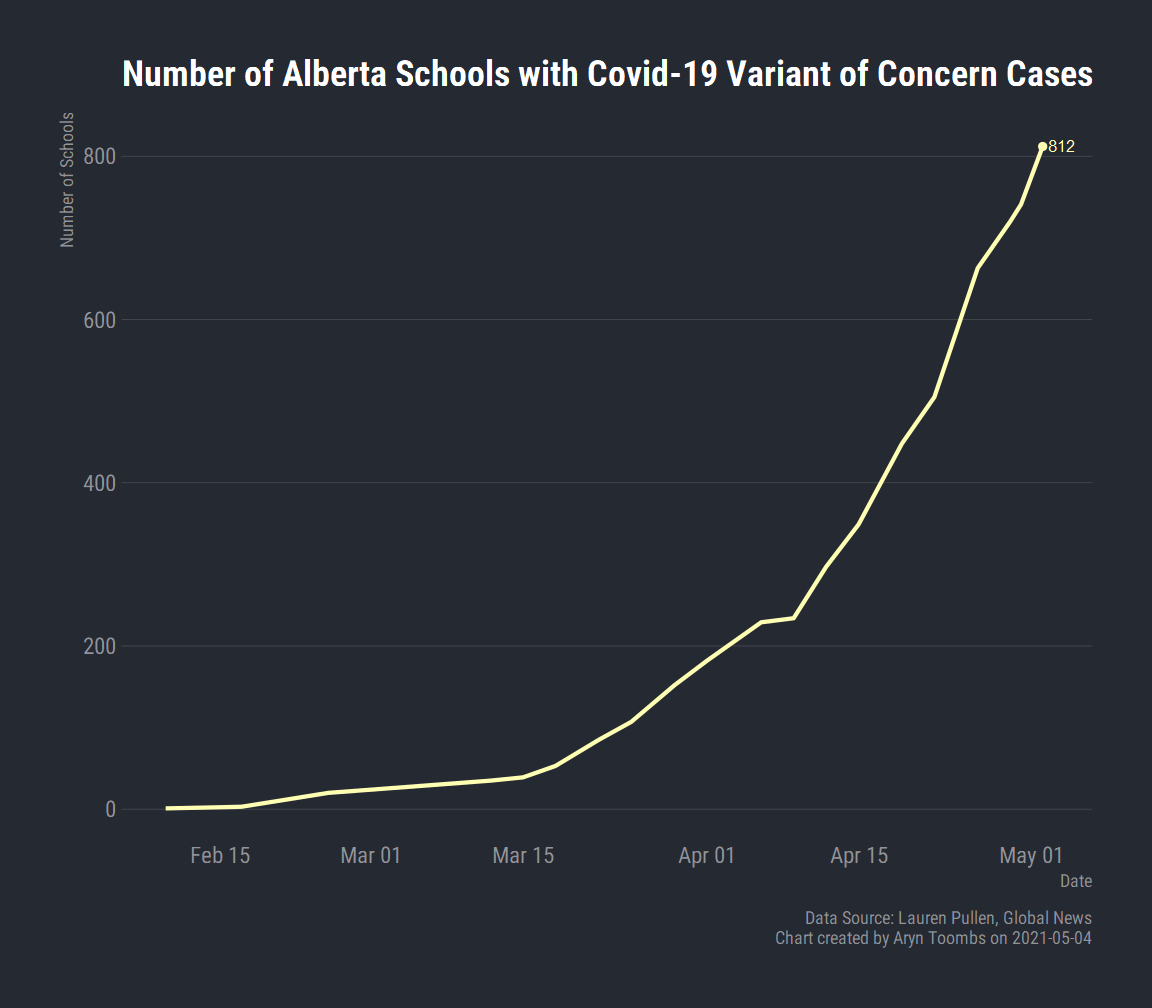 Number of Alberta Schools with Covid-19 Variant of Concern Cases
Number of Schools
800
600
400
200
0
812
Feb 15
Mar 01
Mar 15
Apr 01
Apr 15
May 01
Date
Data Source: Lauren Pullen, Global News
Chart created by Aryn Toombs on 2021-05-04